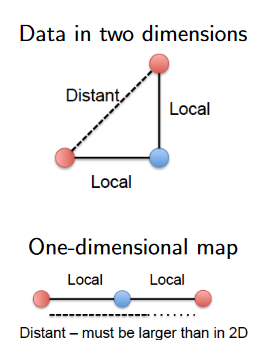 Data in two dimensions
Distant
Local
Local
One-dimensional map
Local Local
Distant – must be larger than in 2D